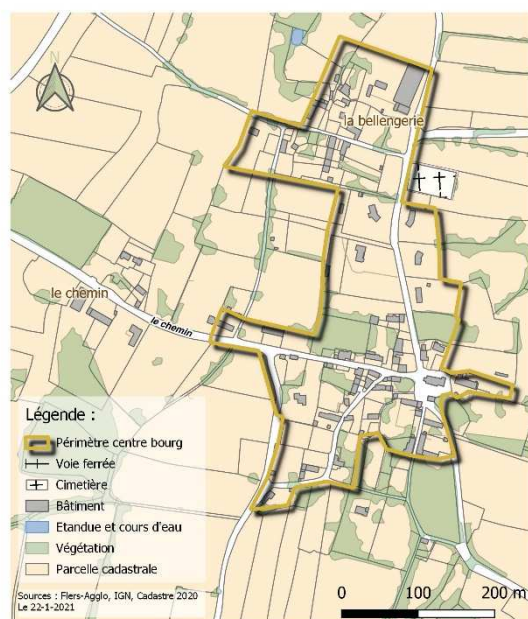 N
la bellengerie
le chemin
le chemin
Légende :
Périmètre centre bourg
Voie ferrée
Cimetière
Bâtiment
Etandue et cours d'eau
Végétation
Parcelle cadastrale
Sources : Flers-Agglo, IGN, Cadastre 2020
Le 22-1-2021
0 100 200 m